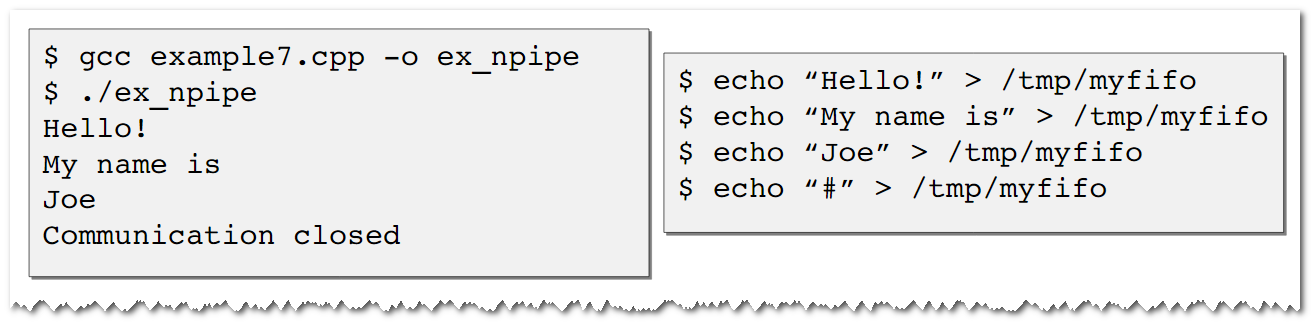 $ gcc example7.cpp -o ex_npipe
$ ./ex_npipe
Hello!
My name is
Joe
Communication closed
$ echo “Hello!” > /tmp/myfifo
$ echo “My name is” > /tmp/myfifo
$ echo “Joe” > /tmp/myfifo
$ echo “#” > /tmp/myfifo